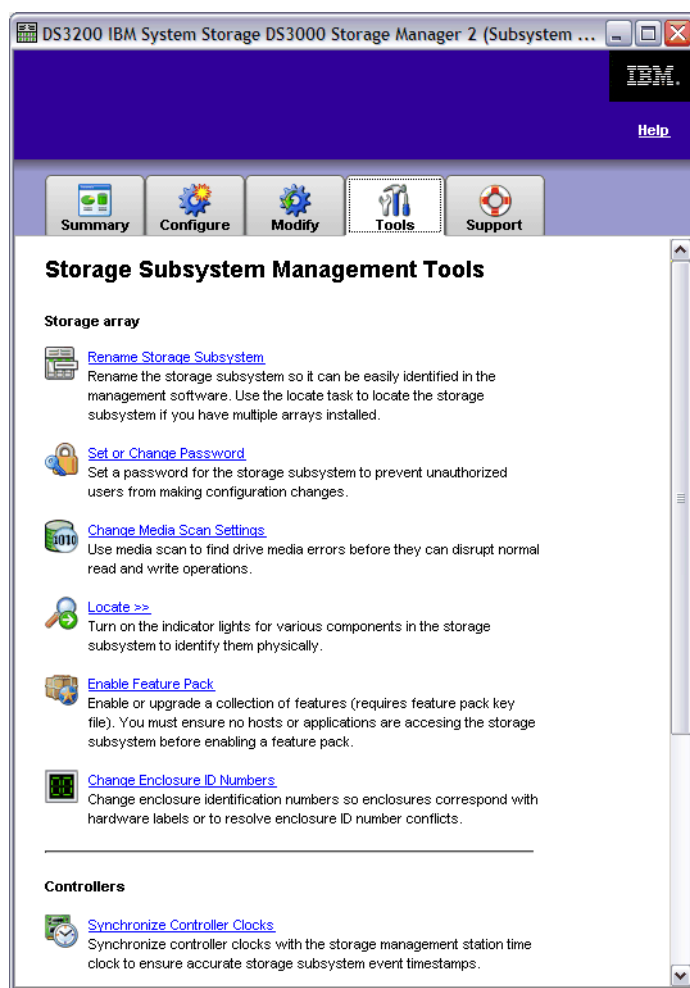 DS3200 IBM System Storage DS3000 Storage Manager 2 (Subsystem ...
IBM.
Help
Summary
Configure
Modify
Tools
Support
Storage Subsystem Management Tools
Storage array
Rename Storage Subsystem
Rename the storage subsystem so it can be easily identified in the
management software. Use the locate task to locate the storage
subsystem if you have multiple arrays installed.
Set or Change Password
Set a password for the storage subsystem to prevent unauthorized
users from making configuration changes.
1010
Change Media Scan Settings
Use media scan to find drive media errors before they can disrupt normal
read and write operations.
Locate >>
Turn on the indicator lights for various components in the storage
subsystem to identify them physically.
Enable Feature Pack
Enable or upgrade a collection of features (requires feature pack key
file). You must ensure no hosts or applications are accesing the storage
subsystem before enabling a feature pack.
Change Enclosure ID Numbers
Change enclosure identification numbers so enclosures correspond with
hardware labels or to resolve enclosure ID number conflicts.
Controllers
Synchronize Controller Clocks
Synchronize controller clocks with the storage management station time
clock to ensure accurate storage subsystem event timestamps.